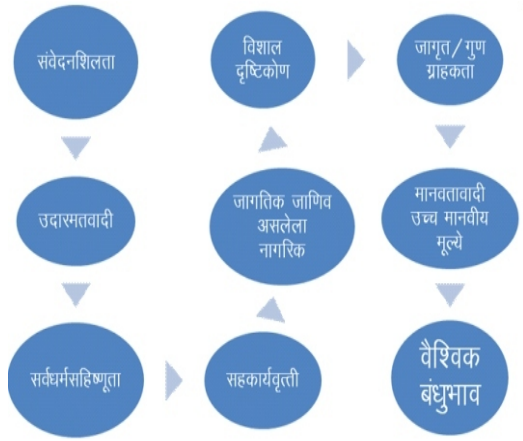 संवेदनशिलता
उदारमतवादी
सर्वधर्मसहिष्णूता
सहकार्यवृत्ती
जागतिक जाणिव
असलेला
नागरिक
विशाल
दृष्टिकोण
जागृत/गुण
ग्राहकता
मानवतावादी
उच्च मानवीय
मूल्ये
वैश्विक
बंधुभाव